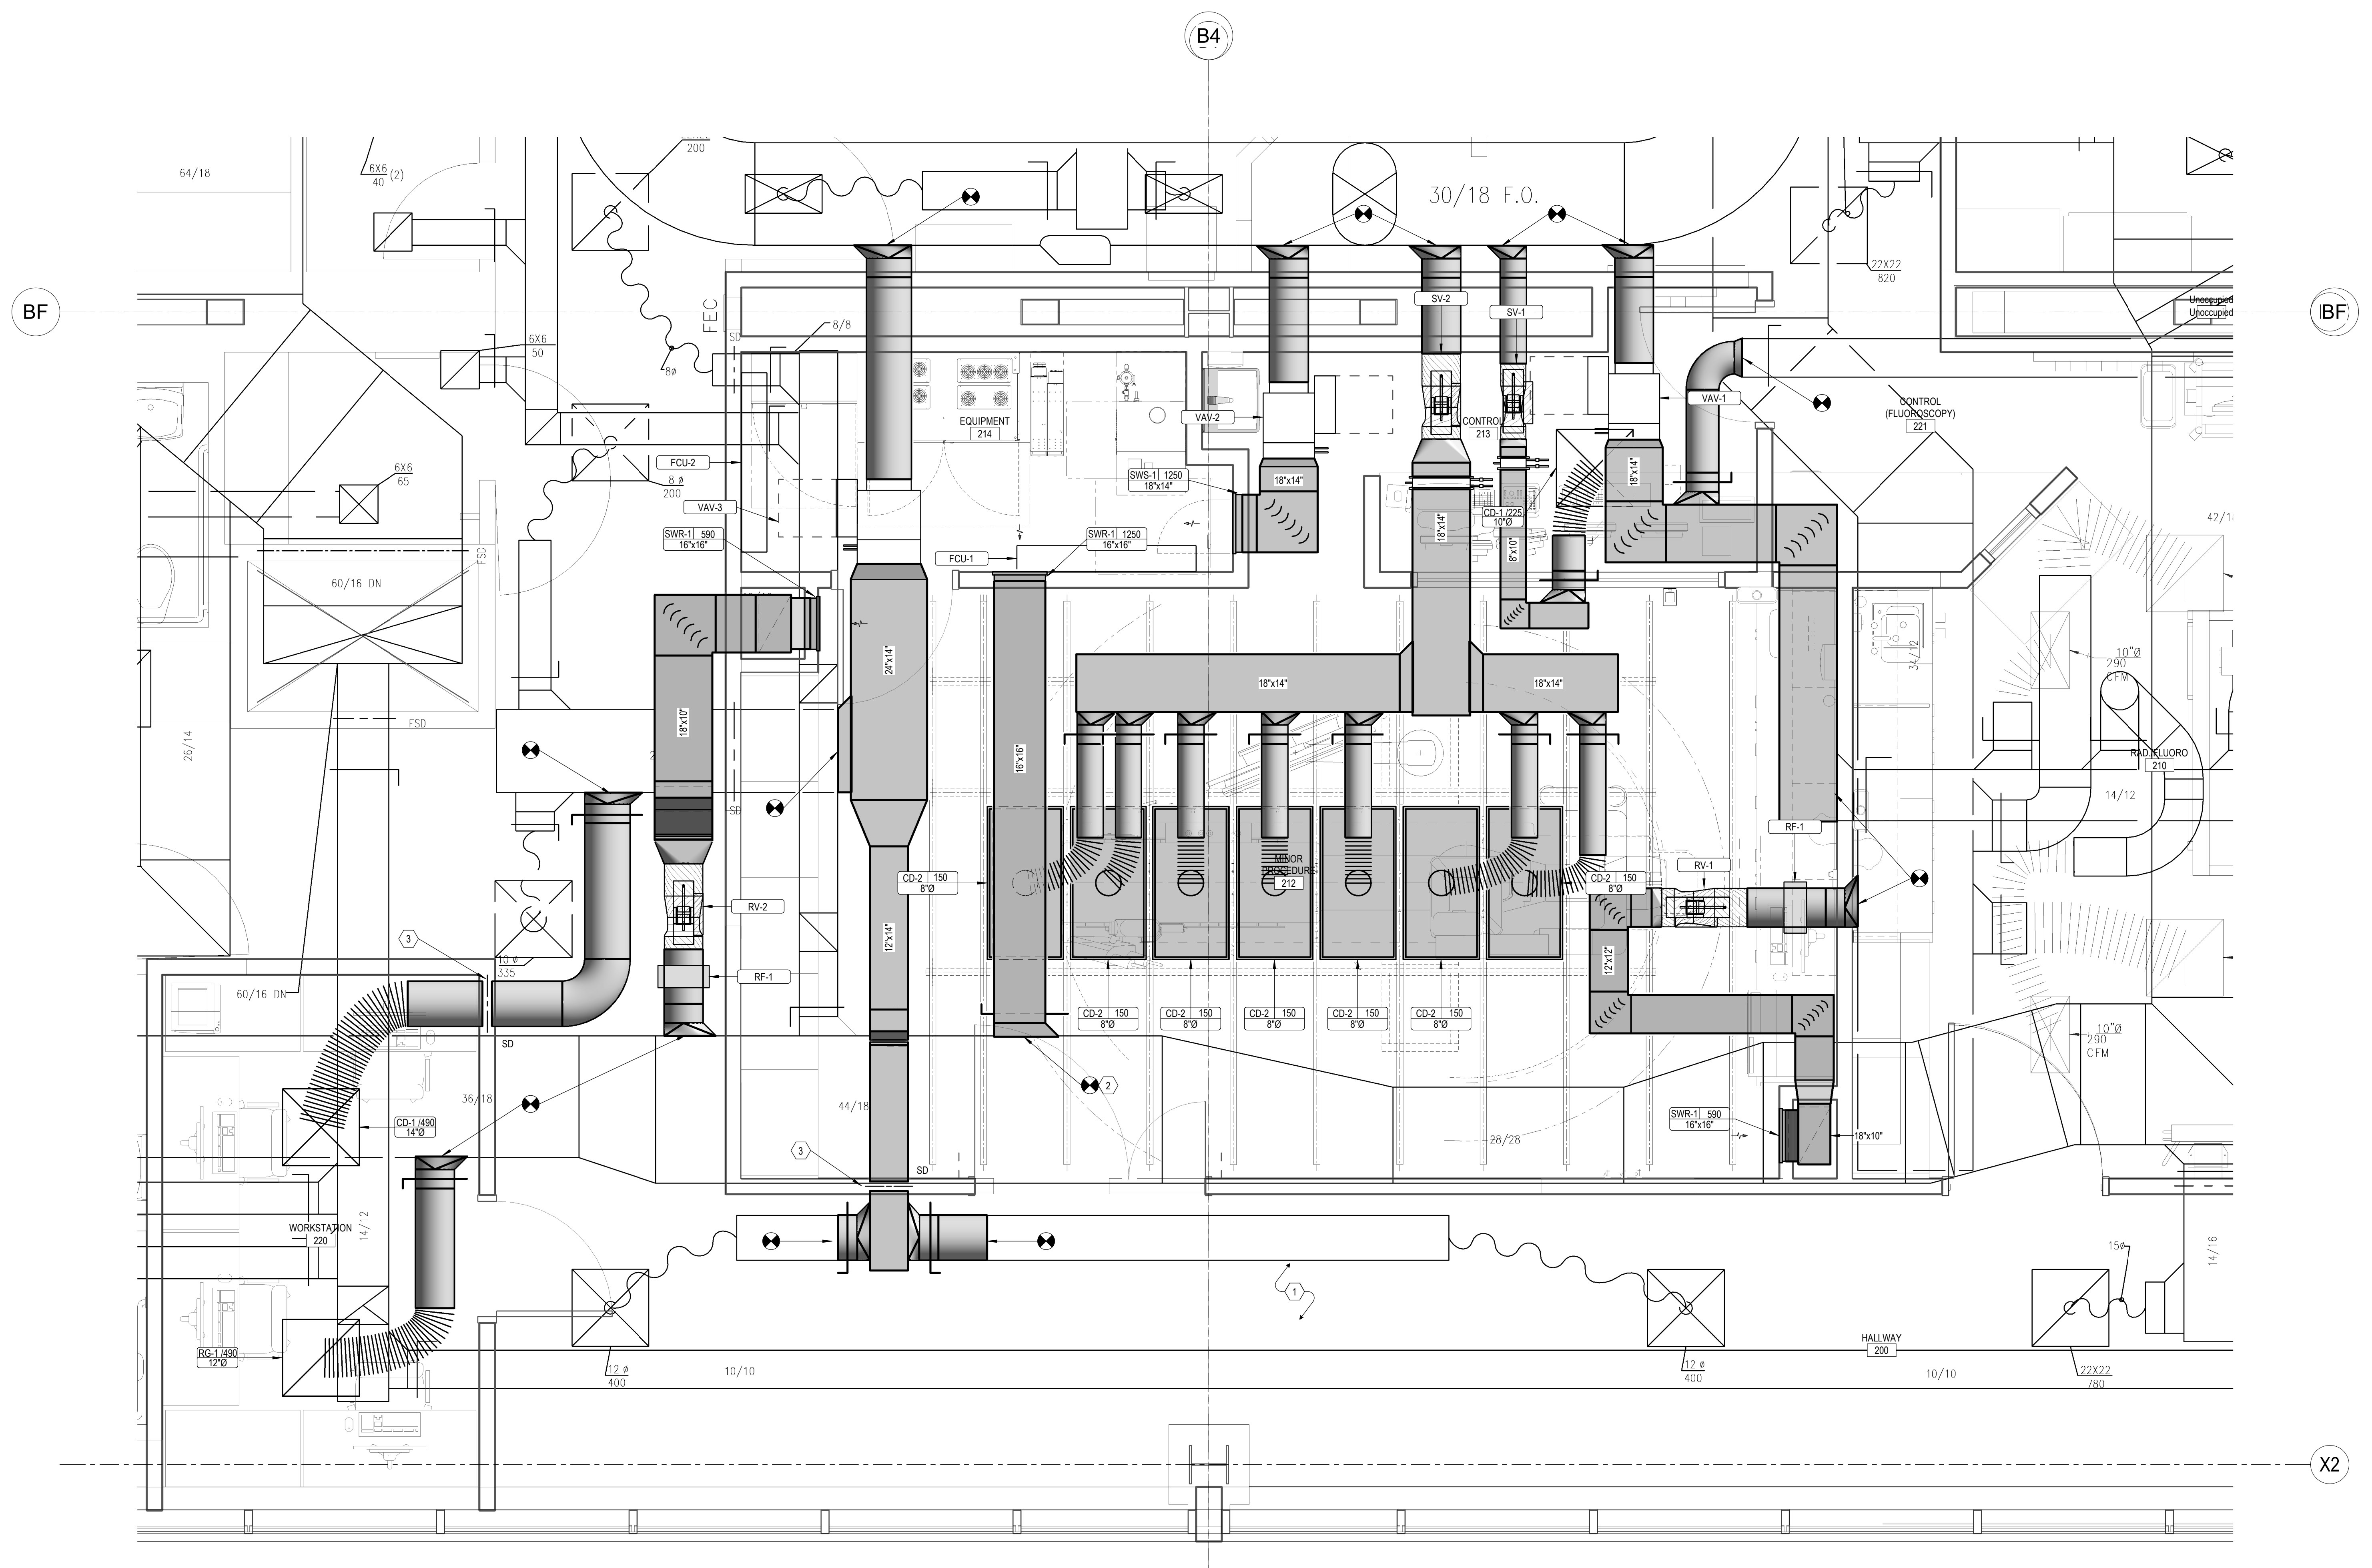 B4
64/18
6X6
40 (2)
200
30/18 F.O.
22X22
820
BF
BF
FEC
SD
8/8
SV-2
SV-1
Unoccupied
Unoccupied
6X6
50
8ø
EQUIPMENT
214
VAV-2
CONTROL
213
VAV-1
CONTROL
(FLUOROSCOPY)
221
6X6
65
8 ø
200
FCU-2
VAV-3
SWS-1 1250
18"x14"
18"x14"
18"x14"
18"x14"
CD-1 /225
10"Ø
8"x10"
42/18
SWR-1 590
16"x16"
SWR-1 1250
16"x16"
FCU-1
FSD
60/16 DN
FSD
26/14
18"x10"
24"x14"
16"x16"
18"x14"
18"x14"
34/12
10"Ø
290
CFM
RAD. FLUORO
210
14/12
SD
RF-1
RV-1
MINOR
PROCEDURE
212
CD-2 150
8"Ø
CD-2 150
8"Ø
RV-2
RF-1
12"x14"
12"x12"
3
10 ø
335
60/16 DN
CD-2 150
8"Ø
CD-2 150
8"Ø
CD-2 150
8"Ø
CD-2 150
8"Ø
CD-2 150
8"Ø
10"Ø
290
CFM
SD
2
36/18
44/18
CD-1 /490
14"Ø
SWR-1 590
16"x16"
18"x10"
28/28
3
SD
WORKSTATION
220
14/12
15ø
14/16
1
HALLWAY
200
RG-1 /490
12"Ø
12 ø
400
10/10
12 ø
400
10/10
22X22
780
X2